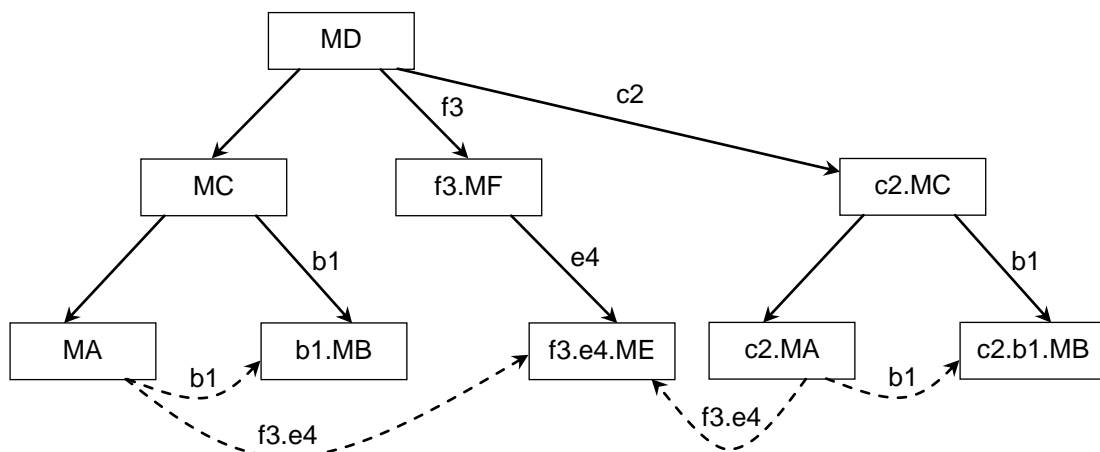 MD
f3
c2
MC
f3.MF
c2.MC
b1
e4
b1
MA
b1.MB
f3.e4.ME
c2.MA
c2.b1.MB
b1
b1
f3.e4
f3.e4